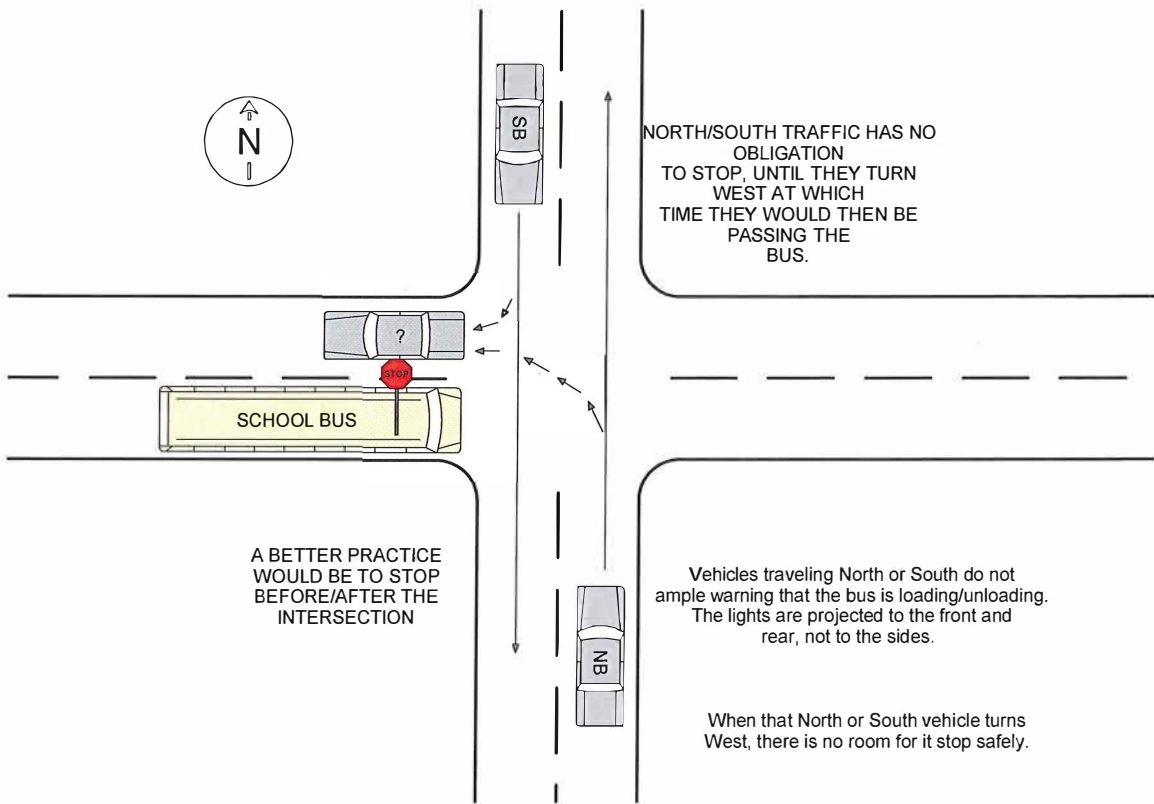 N
SB
NORTH/SOUTH TRAFFIC HAS NO
OBLIGATION
TO STOP, UNTIL THEY TURN
WEST AT WHICH
TIME THEY WOULD THEN BE
PASSING THE
BUS.
?
STOP
SCHOOL BUS
A BETTER PRACTICE
WOULD BE TO STOP
BEFORE/AFTER THE
INTERSECTION
NB
Vehicles traveling North or South do not
ample warning that the bus is loading/unloading.
The lights are projected to the front and
rear, not to the sides.
When that North or South vehicle turns
West, there is no room for it stop safely.